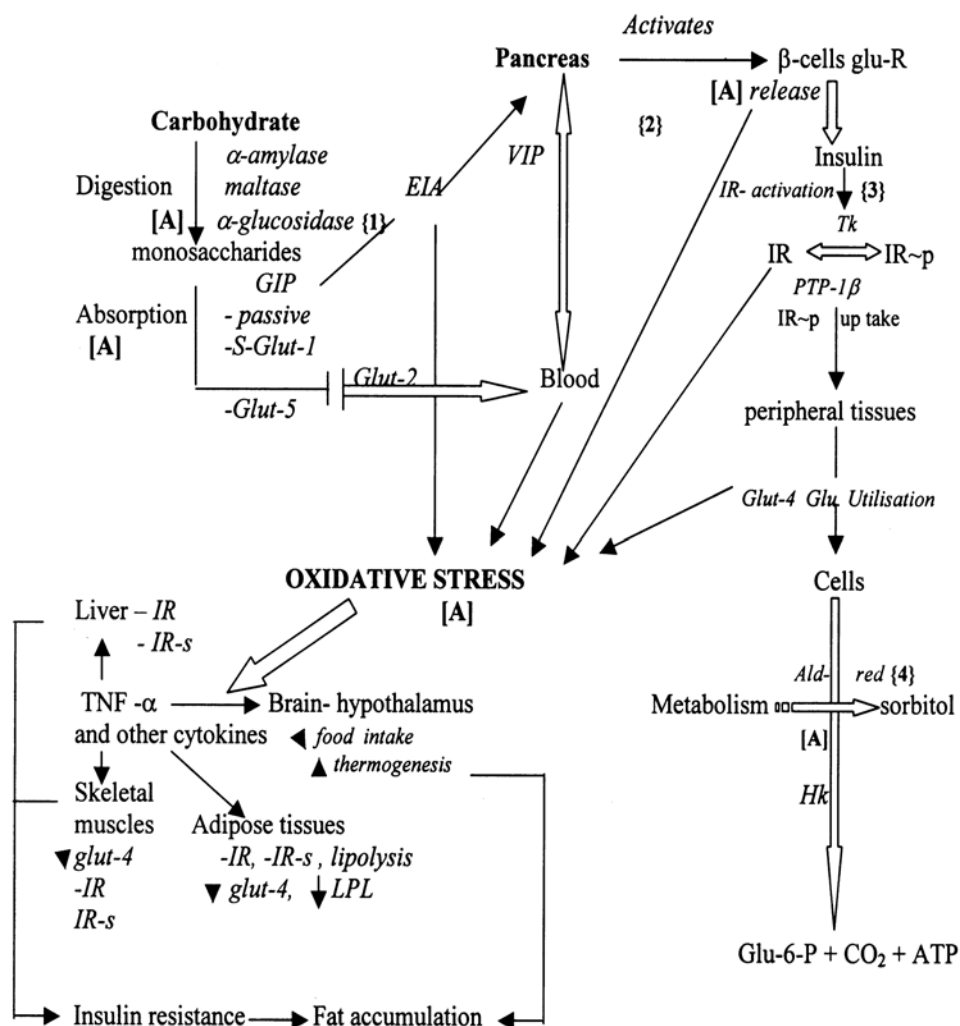 Activates
Pancreas
β-cells glu-R
[A] release
{2}
Carbohydrate
α-amylase
Digestion
maltase
[A]
α-glucosidase {1}
monosaccharides
GIP
Absorption
- passive
[A]
-S-Glut-1
Glut-2
-Glut-5
EIA
VIP
Blood
Insulin
IR- activation {3}
Tk
IR
IR~p
PTP-1β
IR~p up take
peripheral tissues
Glut-4 Glu Utilisation
Cells
OXIDATIVE STRESS
[A]
Ald-red {4}
Metabolism
sorbitol
[A]
Hk
Glu-6-P + CO₂ + ATP
Liver – IR
- IR-s
TNF -α
Brain- hypothalamus
and other cytokines
food intake
thermogenesis
Skeletal
muscles
glut-4
-IR
IR-s
Adipose tissues
-IR, -IR-s , lipolysis
glut-4,
LPL
Insulin resistance
Fat accumulation